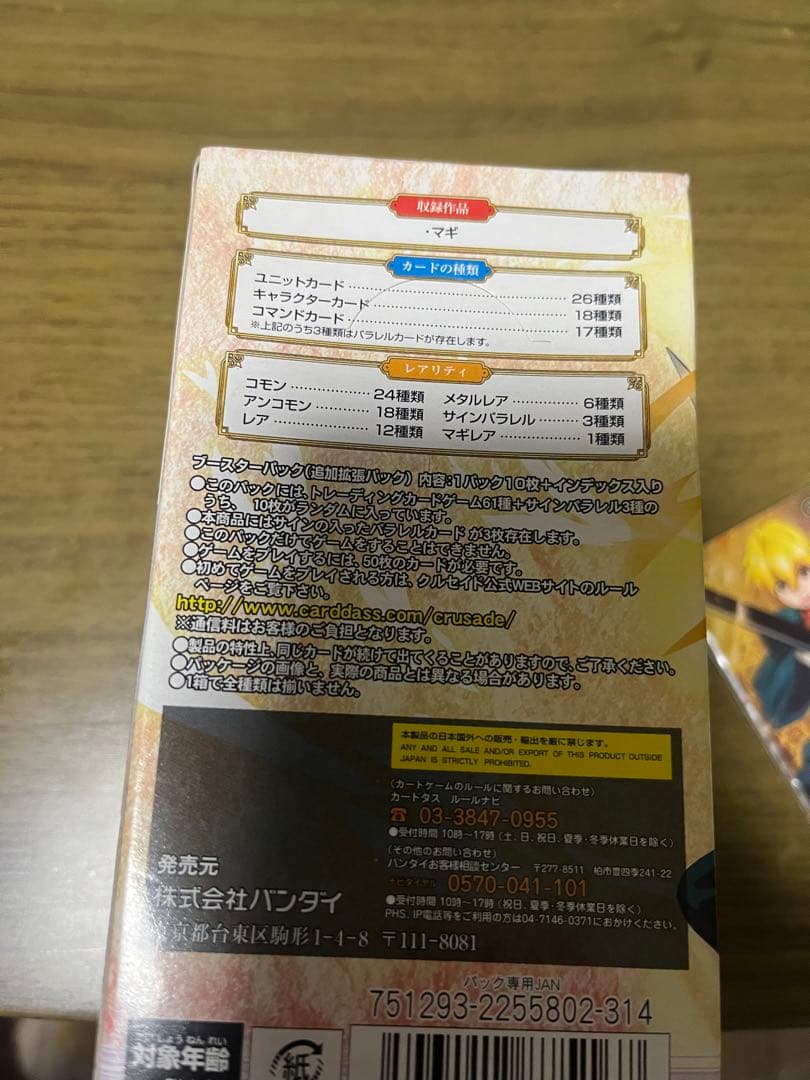 収録作品
・マギ
カードの種類
ユニットカード 26種類
キャラクターカード 18種類
コマンドカード 17種類
※上記のうち3種類はパラレルカードが存在します。
レアリティ
コモン 24種類
アンコモン 18種類
レア 12種類
メタルレア 6種類
サインパラレル 3種類
マギレア 1種類
ブースターパック(追加拡張パック) 内容:1パック10枚+インデックス入り
●このパックには、トレーディングカードゲーム61種+サインパラレル3種の
うち、10枚がランダムに入っています。
●本商品にはサインの入ったパラレルカード が3枚存在します。
●このパックだけでゲームをすることはできません。
●ゲームをプレイするには、50枚のカードが必要です。
●初めてゲームをプレイされる方は、クルセイド公式WEBサイトのルール
ページをご覧下さい。
http://www.carddass.com/crusade/
※通信料はお客様のご負担となります。
●製品の特性上、同じカードが続けて出てくることがありますので、ご了承ください。
●パッケージの画像と、実際の商品とは異なる場合があります。
●1箱で全種類は揃いません。
本製品の日本国外への販売・輸出を厳に禁じます。
ANY AND ALL SALE AND/OR EXPORT OF THIS PRODUCT OUTSIDE
JAPAN IS STRICTLY PROHIBITED.
(カードゲームのルールに関するお問い合わせ)
カードダス ルールナビ
☎ 03-3847-0955
●受付時間 10時〜17時(土、日、祝日、夏季・冬季休業日を除く)
(その他のお問い合わせ)
バンダイお客様相談センター 〒277-8511 柏市豊四季241-22
ナビダイヤル 0570-041-101
●受付時間 10時〜17時(祝日、夏季・冬季休業日を除く)
PHS、IP電話等をご利用の方は04-7146-0371におかけください。
発売元
株式会社バンダイ
東京都台東区駒形1-4-8 〒111-8081
パック専用JAN
751293-2255802-314
たいしょうねんれい
対象年齢
紙